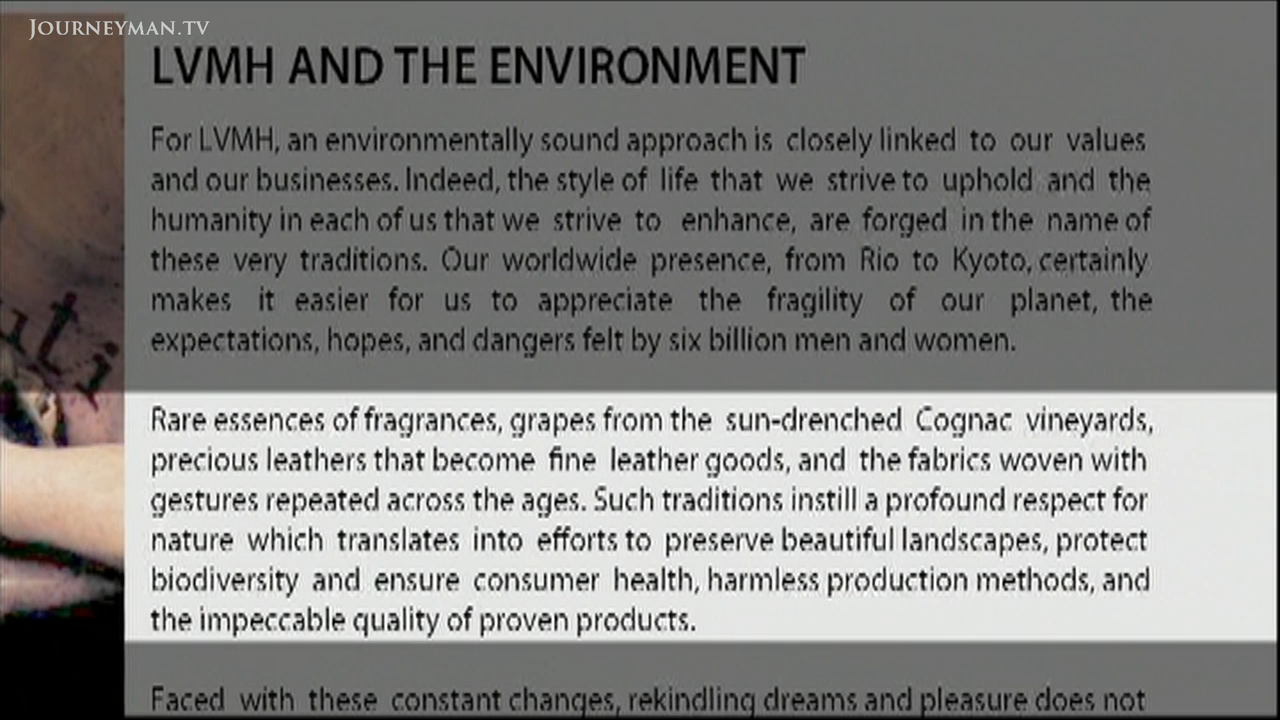 JOURNEYMAN.TV
LVMH AND THE ENVIRONMENT
For LVMH, an environmentally sound approach is closely linked to our values
and our businesses. Indeed, the style of life that we strive to uphold and the
humanity in each of us that we strive to enhance, are forged in the name of
these very traditions. Our worldwide presence, from Rio to Kyoto, certainly
makes it easier for us to appreciate the fragility of our planet, the
expectations, hopes, and dangers felt by six billion men and women.
Rare essences of fragrances, grapes from the sun-drenched Cognac vineyards,
precious leathers that become fine leather goods, and the fabrics woven with
gestures repeated across the ages. Such traditions instill a profound respect for
nature which translates into efforts to preserve beautiful landscapes, protect
biodiversity and ensure consumer health, harmless production methods, and
the impeccable quality of proven products.
Faced with these constant changes, rekindling dreams and pleasure does not